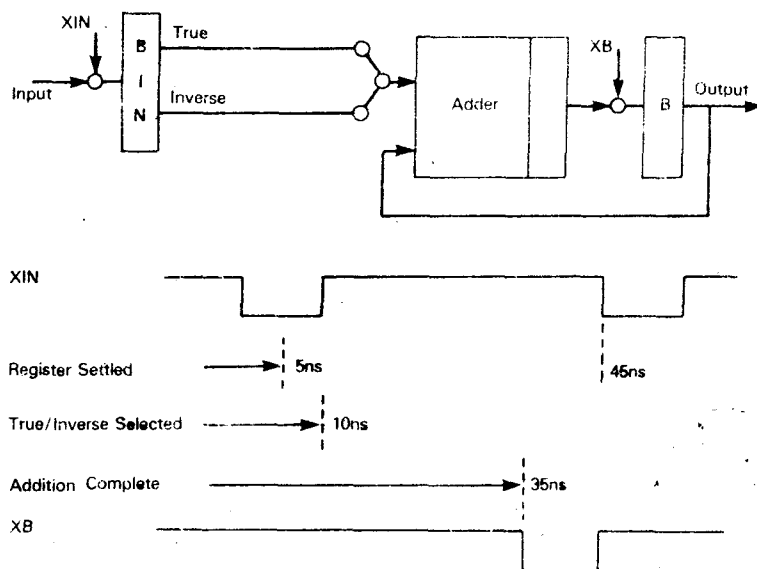 XIN
Input
B
I
N
True
Inverse
Adder
XB
B
Output
XIN
Register Settled
5ns
45ns
True/Inverse Selected
10ns
Addition Complete
35ns
XB